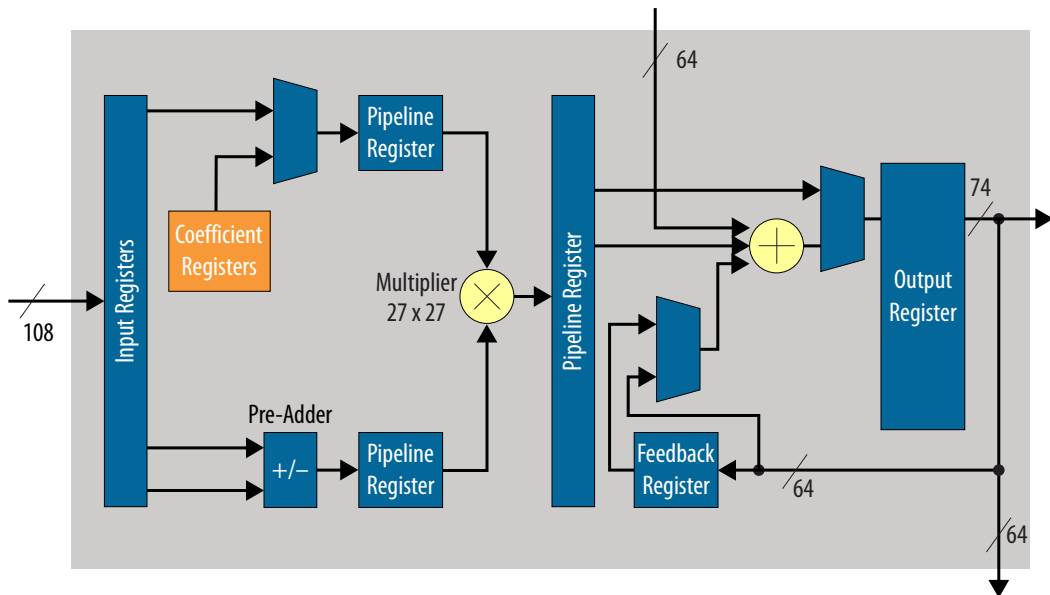 64
Pipeline
Register
74
Coefficient
Registers
Input Registers
Multiplier
27 x 27
Pipeline Register
Output
Register
108
Pre-Adder
+/−
Pipeline
Register
Feedback
Register
64
64